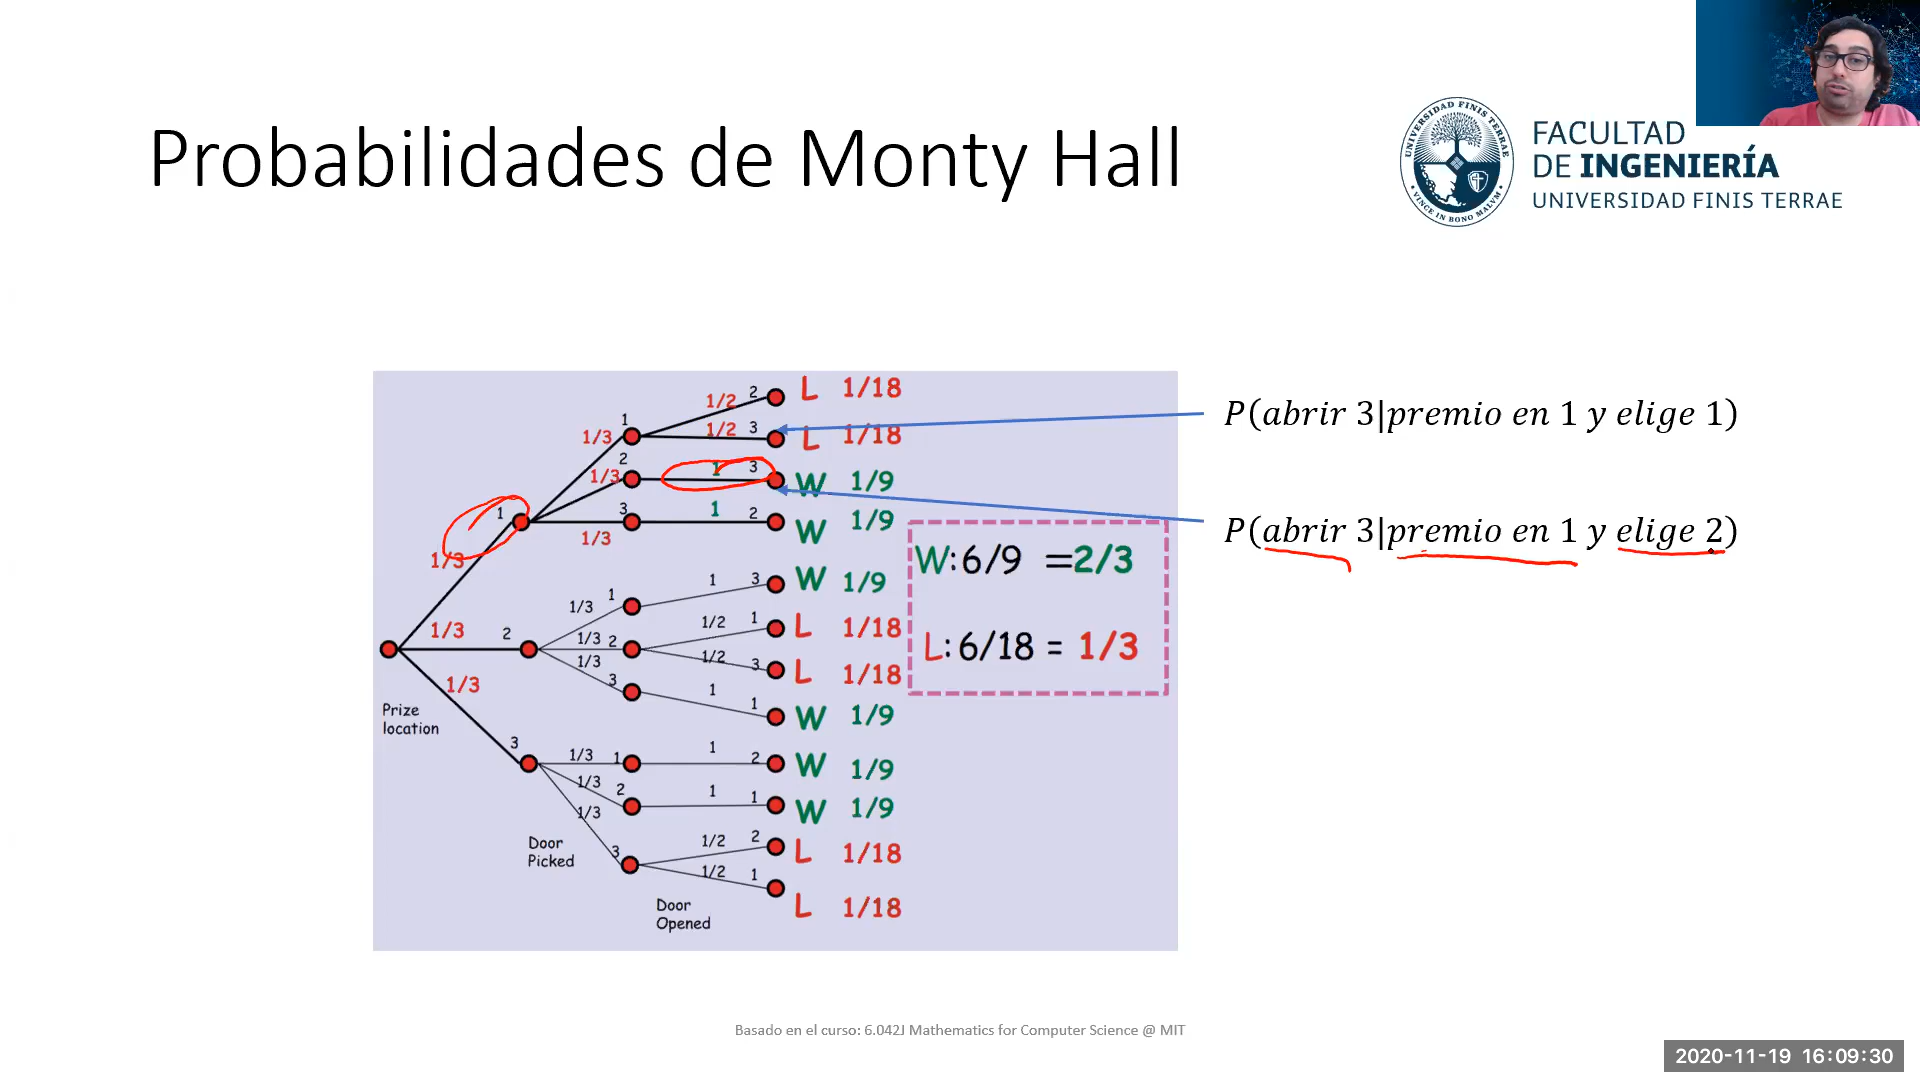 Probabilidades de Monty Hall
UNIVERSIDAD FINIS TERRAE
VINCE IN BONO MALVM
FACULTAD
DE INGENIERÍA
UNIVERSIDAD FINIS TERRAE
1/2 2 L 1/18
1
1/3 1/2 3 L 1/18
2
1/3 1 3 W 1/9
1 3 1 2 W 1/9
1/3
1/3
W:6/9 =2/3
1 1 3 W 1/9
1/3
1/3 2 1/3 2 1/2 1 L 1/18
L:6/18 = 1/3
1/3 1/2 3 L 1/18
1/3 3 1
1 W 1/9
Prize
location
3 1/3 1 1 2 W 1/9
1/3 2 1 1 W 1/9
1/3
Door
Picked
3 1/2 2 L 1/18
1/2 1
L 1/18
Door
Opened
P(abrir 3|premio en 1 y elige 1)
P(abrir 3|premio en 1 y elige 2)
Basado en el curso: 6.042J Mathematics for Computer Science @ MIT
2020-11-19 16:09:30